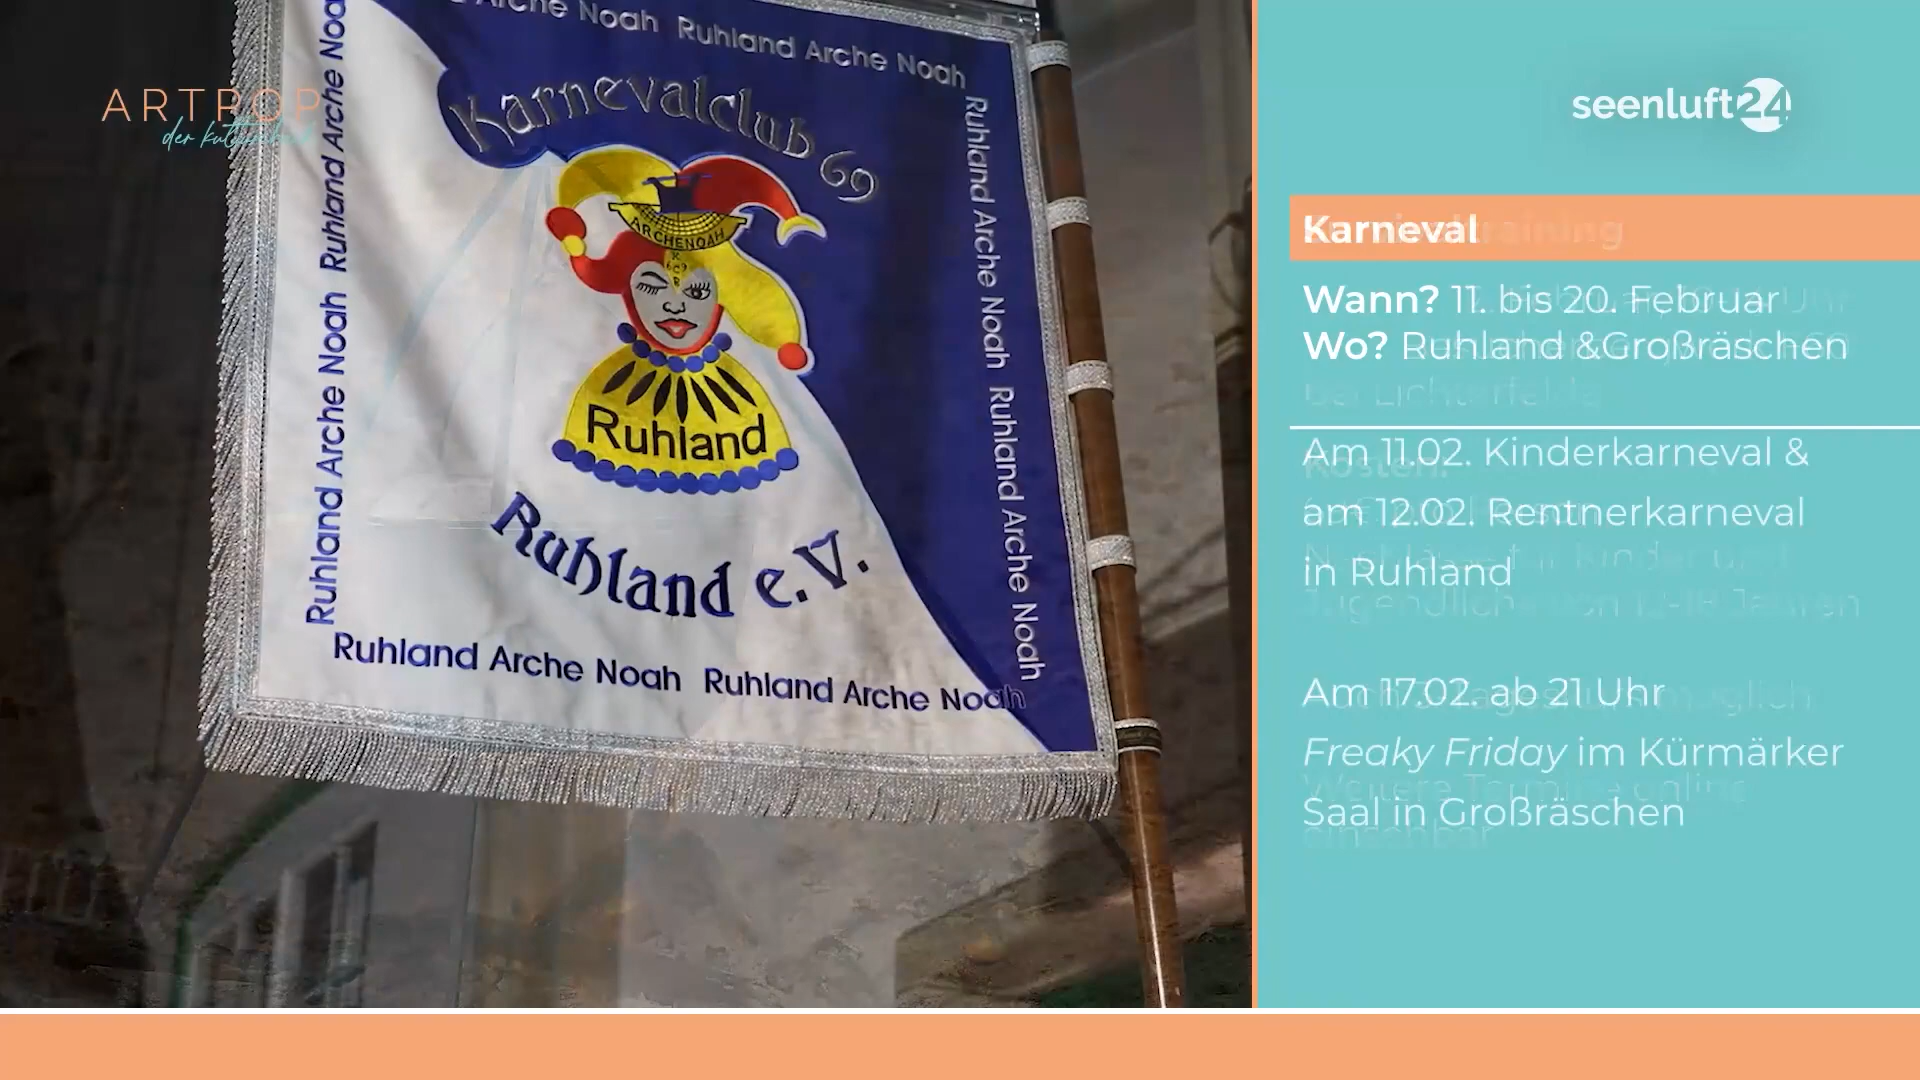 ARTPOP
seenluft24
Arche Noah Ruhland Arche Noah
Ruhland Arche Noah Ruhland Arche Noah
Ruhland Arche Noah Ruhland Arche Noah
Karnevalclub 69
ARCHENOAH
Ruhland
Ruhland e.V.
Ruhland Arche Noah Ruhland Arche Noah
Karneval
Wann? 11. bis 20. Februar
Wo? Ruhland &Großräschen
Am 11.02. Kinderkarneval &
am 12.02. Rentnerkarneval
in Ruhland
Am 17.02. ab 21 Uhr
Freaky Friday im Kürmärker
Saal in Großräschen